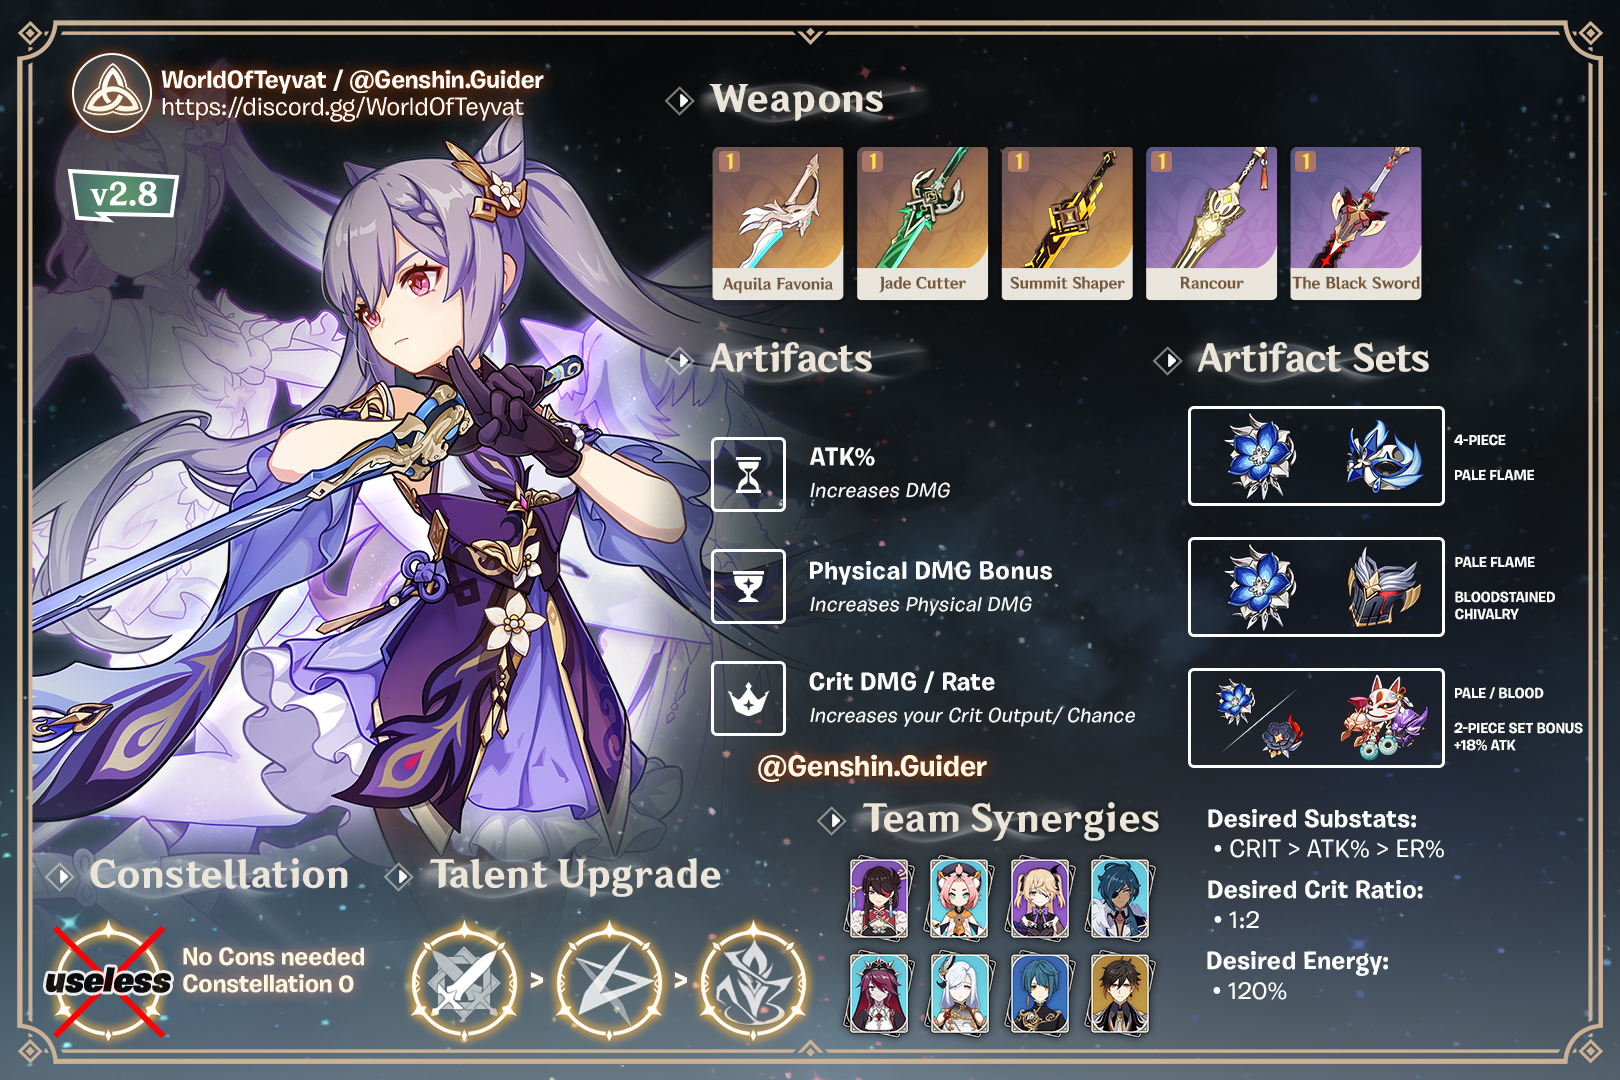 WorldOfTeyvat / @Genshin.Guider
https://discord.gg/WorldOfTeyvat
v2.8
Weapons
1
1
1
1
1
Aquila Favonia
Jade Cutter
Summit Shaper
Rancour
The Black Sword
Artifacts
ATK%
Increases DMG
Physical DMG Bonus
Increases Physical DMG
Crit DMG / Rate
Increases your Crit Output/ Chance
@Genshin.Guider
Artifact Sets
4-PIECE
PALE FLAME
PALE FLAME
BLOODSTAINED
CHIVALRY
PALE / BLOOD
2-PIECE SET BONUS
+18% ATK
Constellation
useless
No Cons needed
Constellation 0
Talent Upgrade
> >
Team Synergies
Desired Substats:
• CRIT > ATK% > ER%
Desired Crit Ratio:
• 1:2
Desired Energy:
• 120%